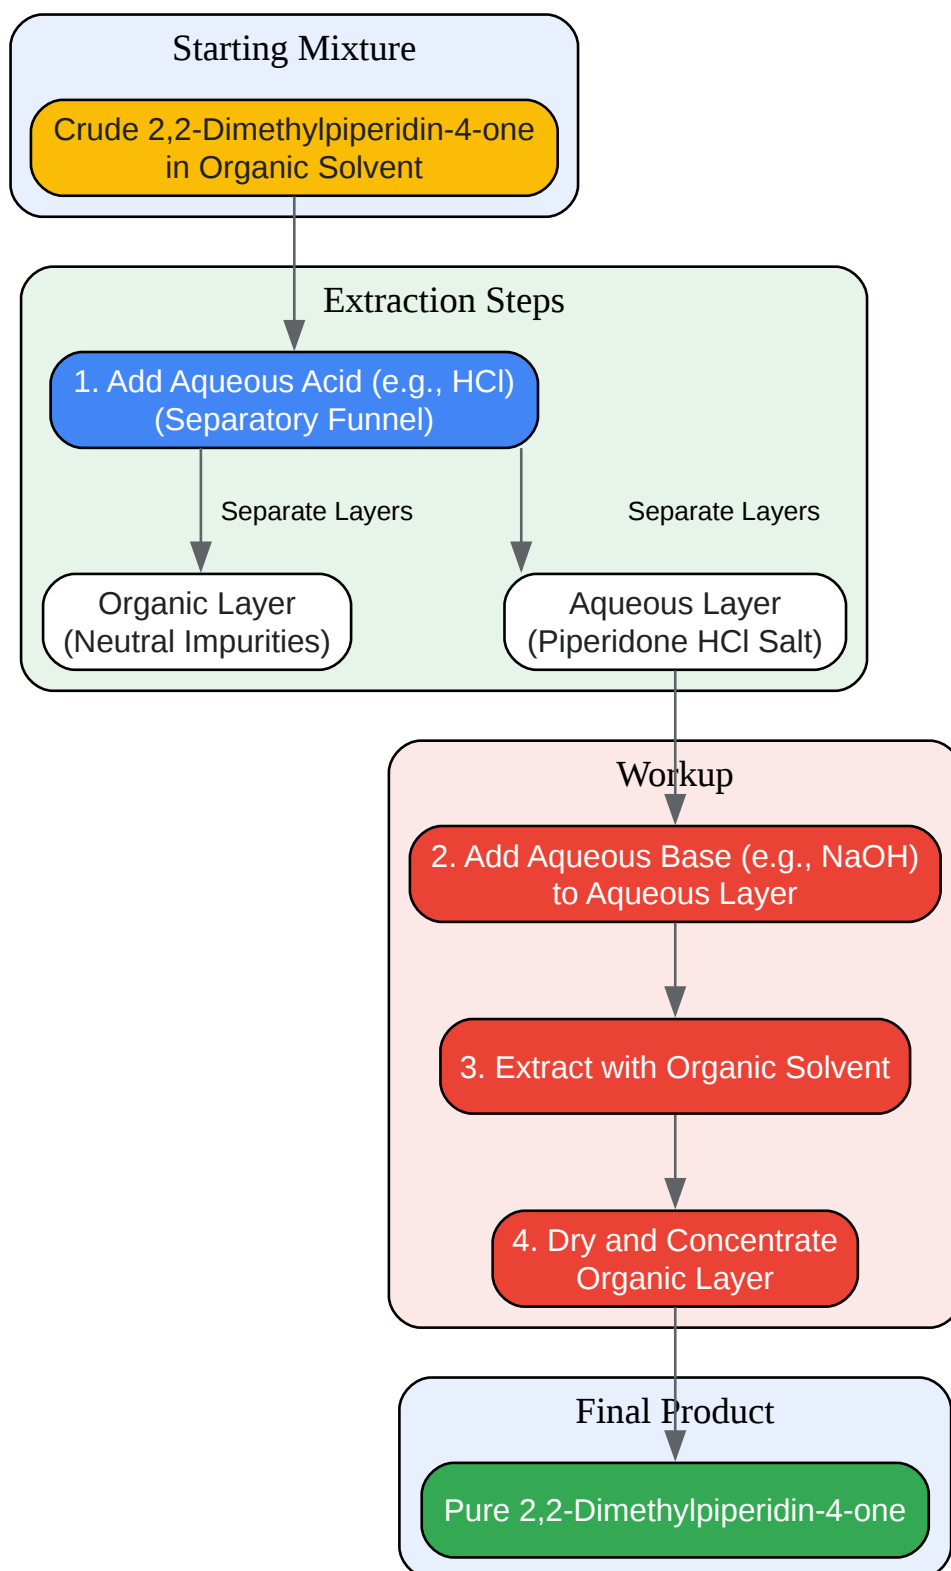 Starting Mixture
Crude 2,2-Dimethylpiperidin-4-one
in Organic Solvent
Extraction Steps
1. Add Aqueous Acid (e.g., HCl)
(Separatory Funnel)
Separate Layers
Separate Layers
Organic Layer
(Neutral Impurities)
Aqueous Layer
(Piperidone HCl Salt)
Workup
2. Add Aqueous Base (e.g., NaOH)
to Aqueous Layer
3. Extract with Organic Solvent
4. Dry and Concentrate
Organic Layer
Final Product
Pure 2,2-Dimethylpiperidin-4-one